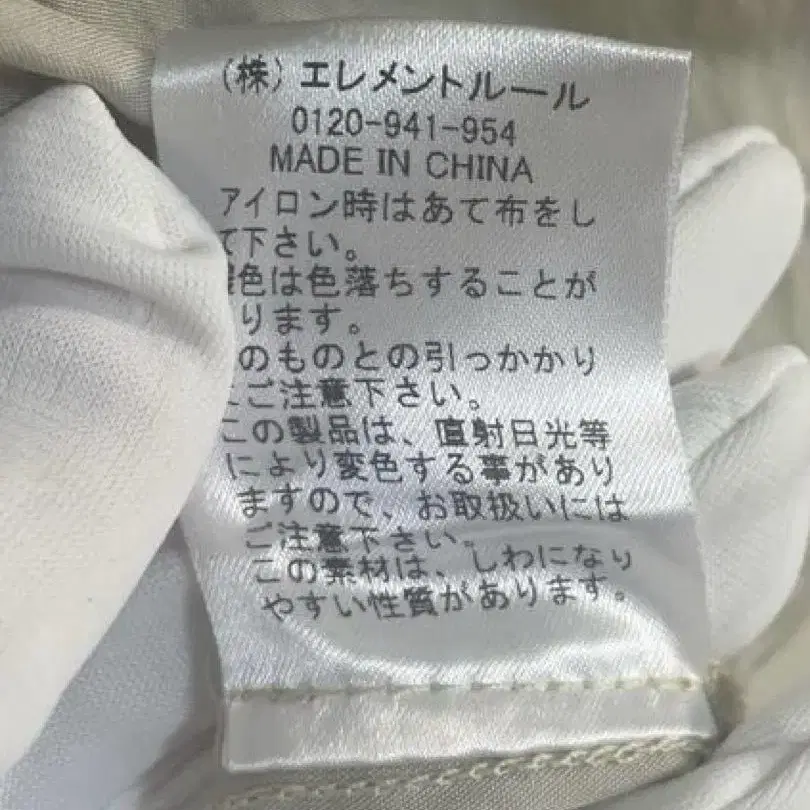 (株)エレメントルール
0120-941-954
MADE IN CHINA
アイロン時はあて布をし
て下さい。
色は色落ちすることが
ります。
のものとの引っかかり
にご注意下さい。
この製品は、直射日光等
により変色する事があり
ますので、お取扱いには
ご注意下さい。
この素材は、しわになり
やすい性質があります。